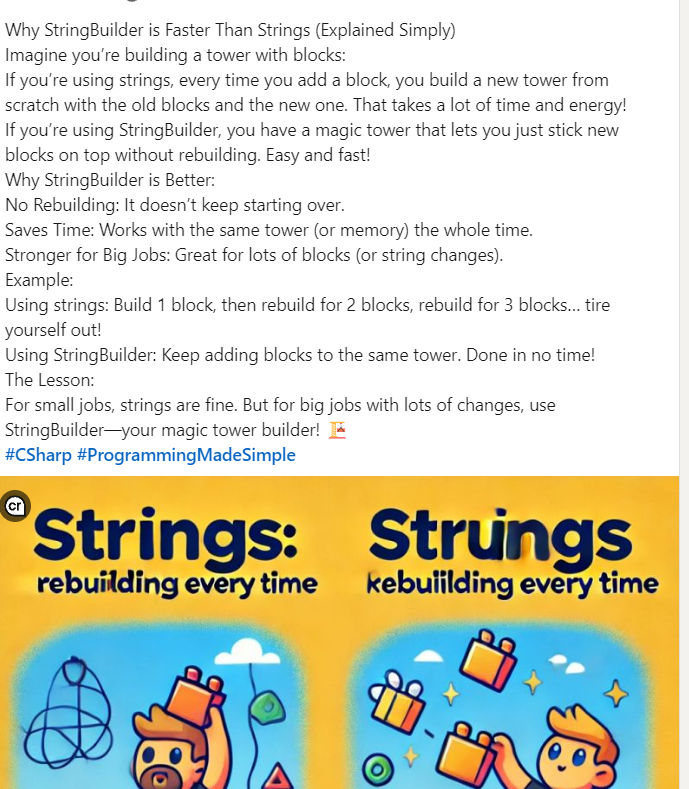 Why StringBuilder is Faster Than Strings (Explained Simply)
Imagine you’re building a tower with blocks:
If you’re using strings, every time you add a block, you build a new tower from
scratch with the old blocks and the new one. That takes a lot of time and energy!
If you’re using StringBuilder, you have a magic tower that lets you just stick new
blocks on top without rebuilding. Easy and fast!
Why StringBuilder is Better:
No Rebuilding: It doesn’t keep starting over.
Saves Time: Works with the same tower (or memory) the whole time.
Stronger for Big Jobs: Great for lots of blocks (or string changes).
Example:
Using strings: Build 1 block, then rebuild for 2 blocks, rebuild for 3 blocks... tire
yourself out!
Using StringBuilder: Keep adding blocks to the same tower. Done in no time!
The Lesson:
For small jobs, strings are fine. But for big jobs with lots of changes, use
StringBuilder—your magic tower builder! 🏗️
#CSharp #ProgrammingMadeSimple
cr
Strings:
rebuilding every time
Struings
kebuliilding every time